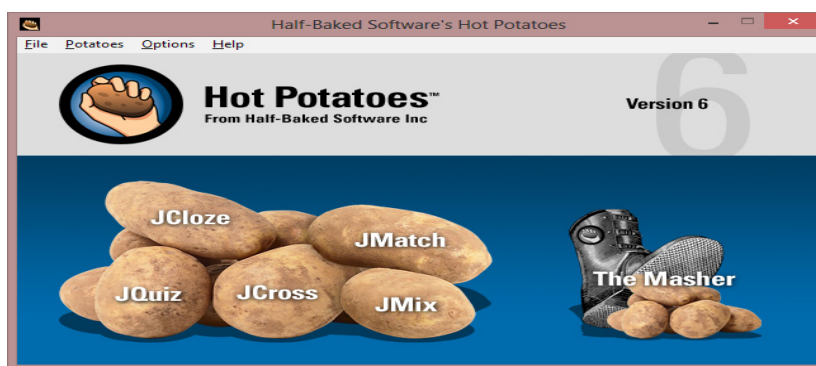 Half-Baked Software's Hot Potatoes
File Potatoes Options Help
Hot Potatoes™
From Half-Baked Software Inc
Version 6
6
JCloze
JMatch
JQuiz
JCross
JMix
The Masher